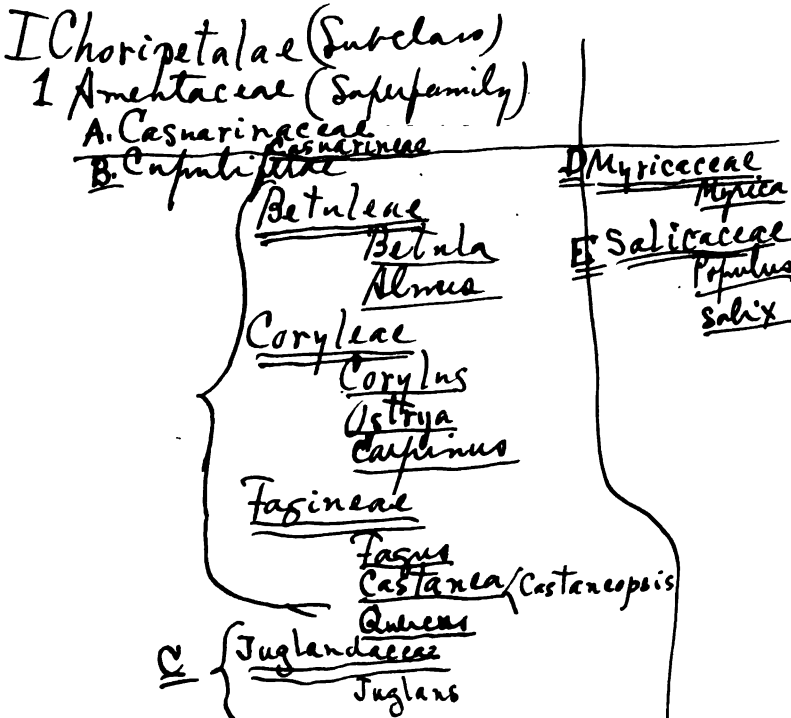 I Choripetalae (Subclass)
1 Amentaceae (Superfamily)
A. Casuarinaceae
Casuarineae
B. Cupuliferae
Betuleae
Betula
Alnus
Coryleae
Corylus
Ostrya
Carpinus
Fagineae
Fagus
Castanea / Castaneopsis
Quercus
C Juglandaceae
Juglans
D Myricaceae
Myrica
E Salicaceae
Populus
Salix